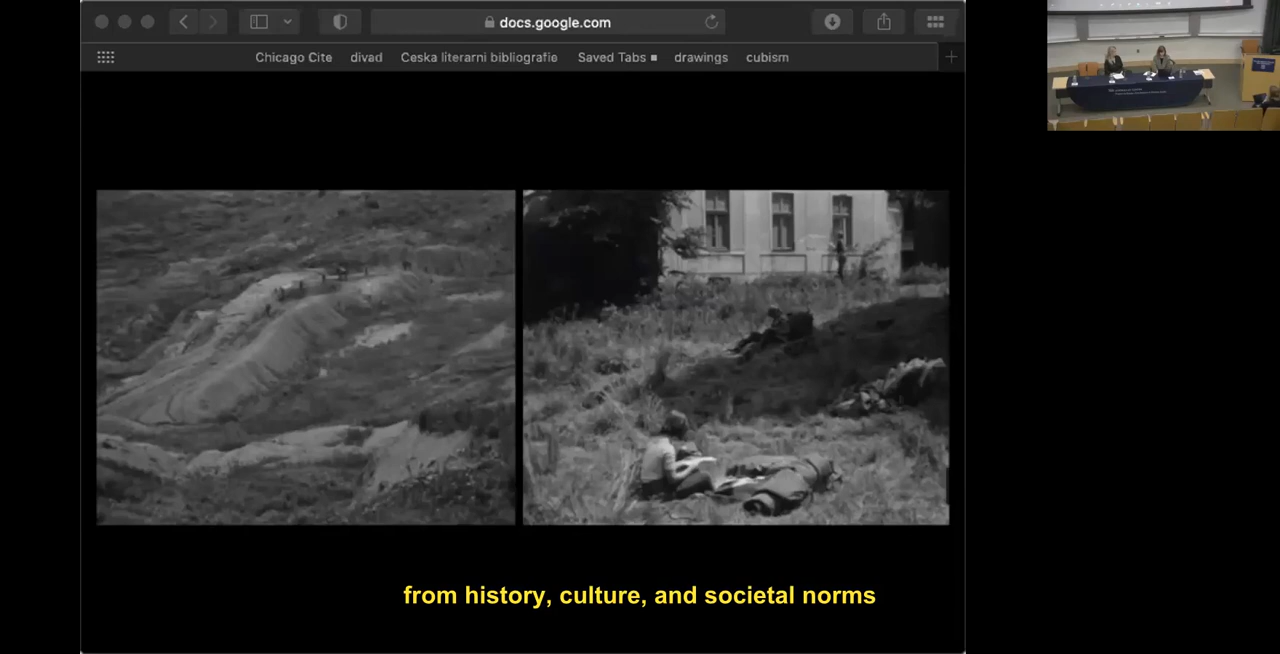 docs.google.com
Chicago Cite divad Ceska literarni bibliografie Saved Tabs drawings cubism
from history, culture, and societal norms